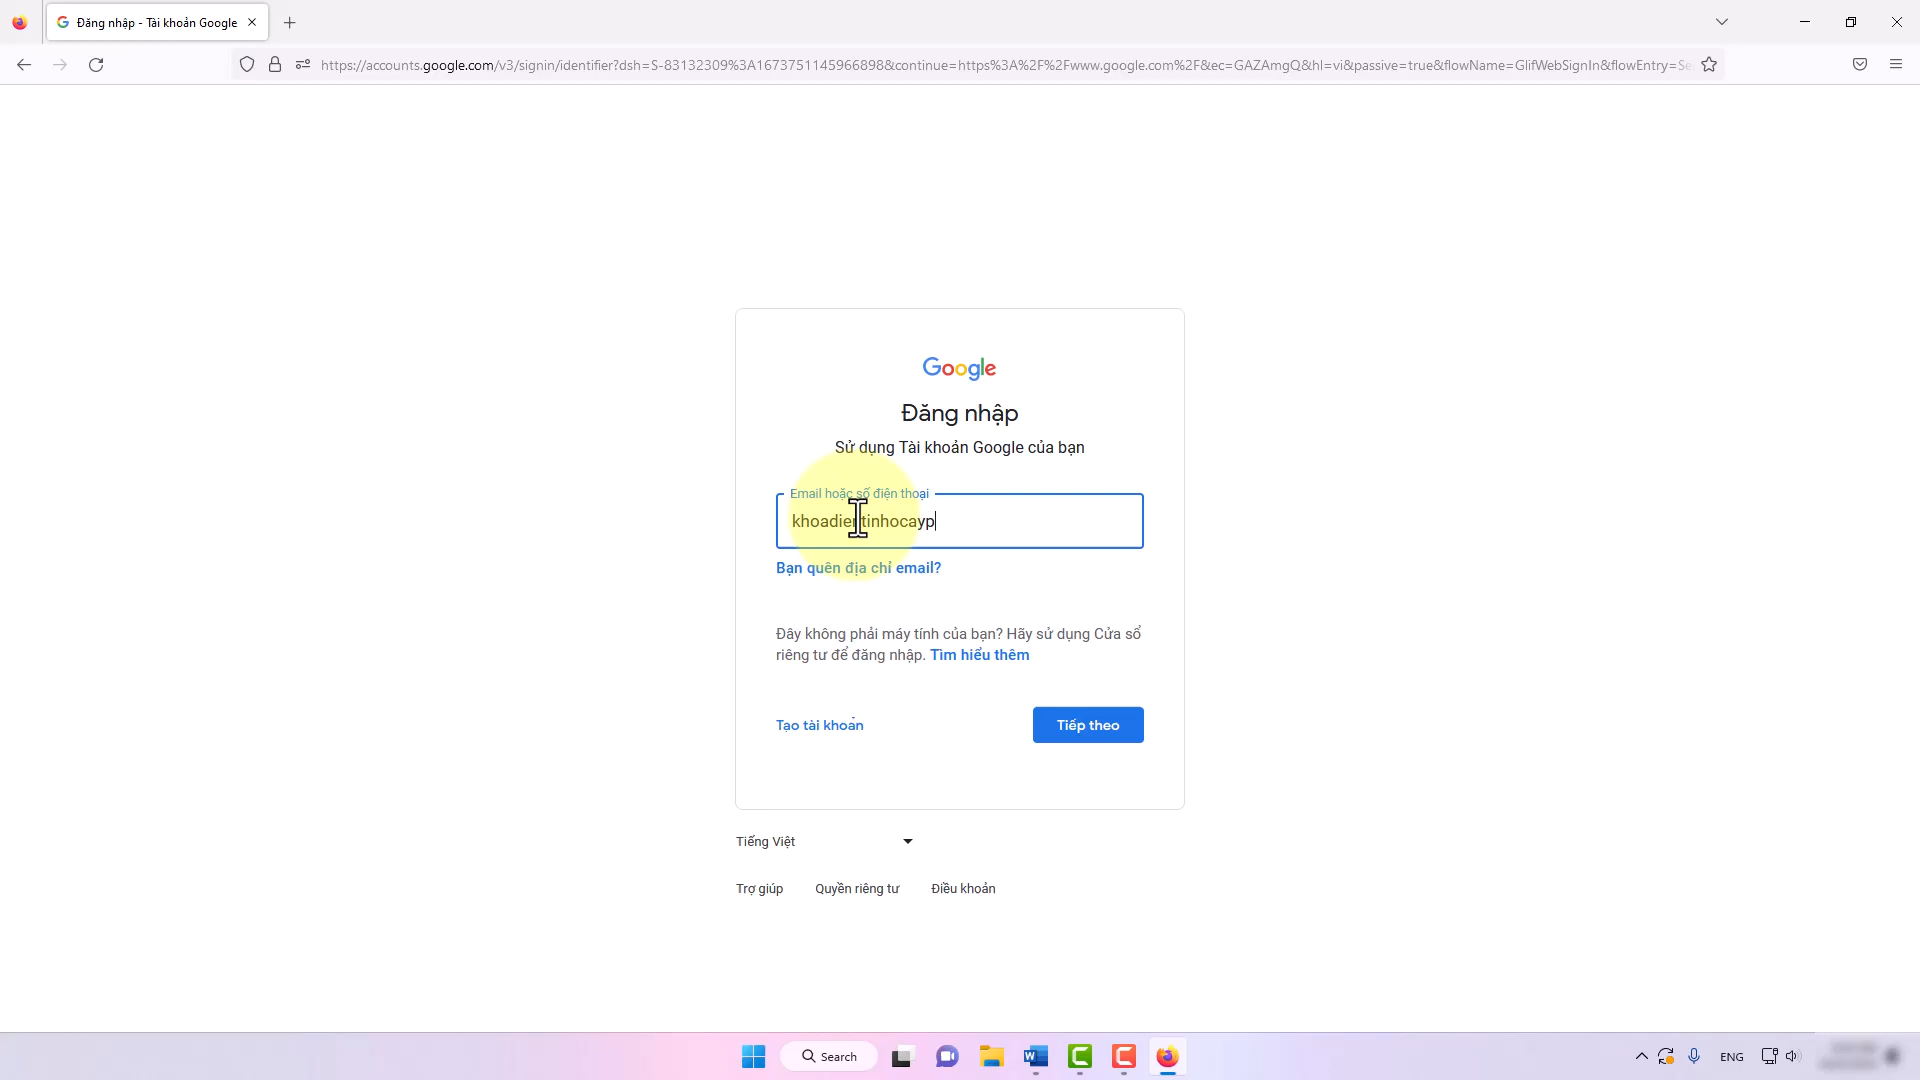 Đăng nhập - Tài khoản Google
https://accounts.google.com/v3/signin/identifier?dsh=S-83132309%3A1673751145966898&continue=https%3A%2F%2Fwww.google.com%2F&ec=GAZAmgQ&hl=vi&passive=true&flowName=GlifWebSignIn&flowEntry=Se
Google
Đăng nhập
Sử dụng Tài khoản Google của bạn
Email hoặc số điện thoại
khoadientinhocayp
Bạn quên địa chỉ email?
Đây không phải máy tính của bạn? Hãy sử dụng Cửa sổ
riêng tư để đăng nhập. Tìm hiểu thêm
Tạo tài khoản
Tiếp theo
Tiếng Việt
Trợ giúp Quyền riêng tư Điều khoản
Search
ENG